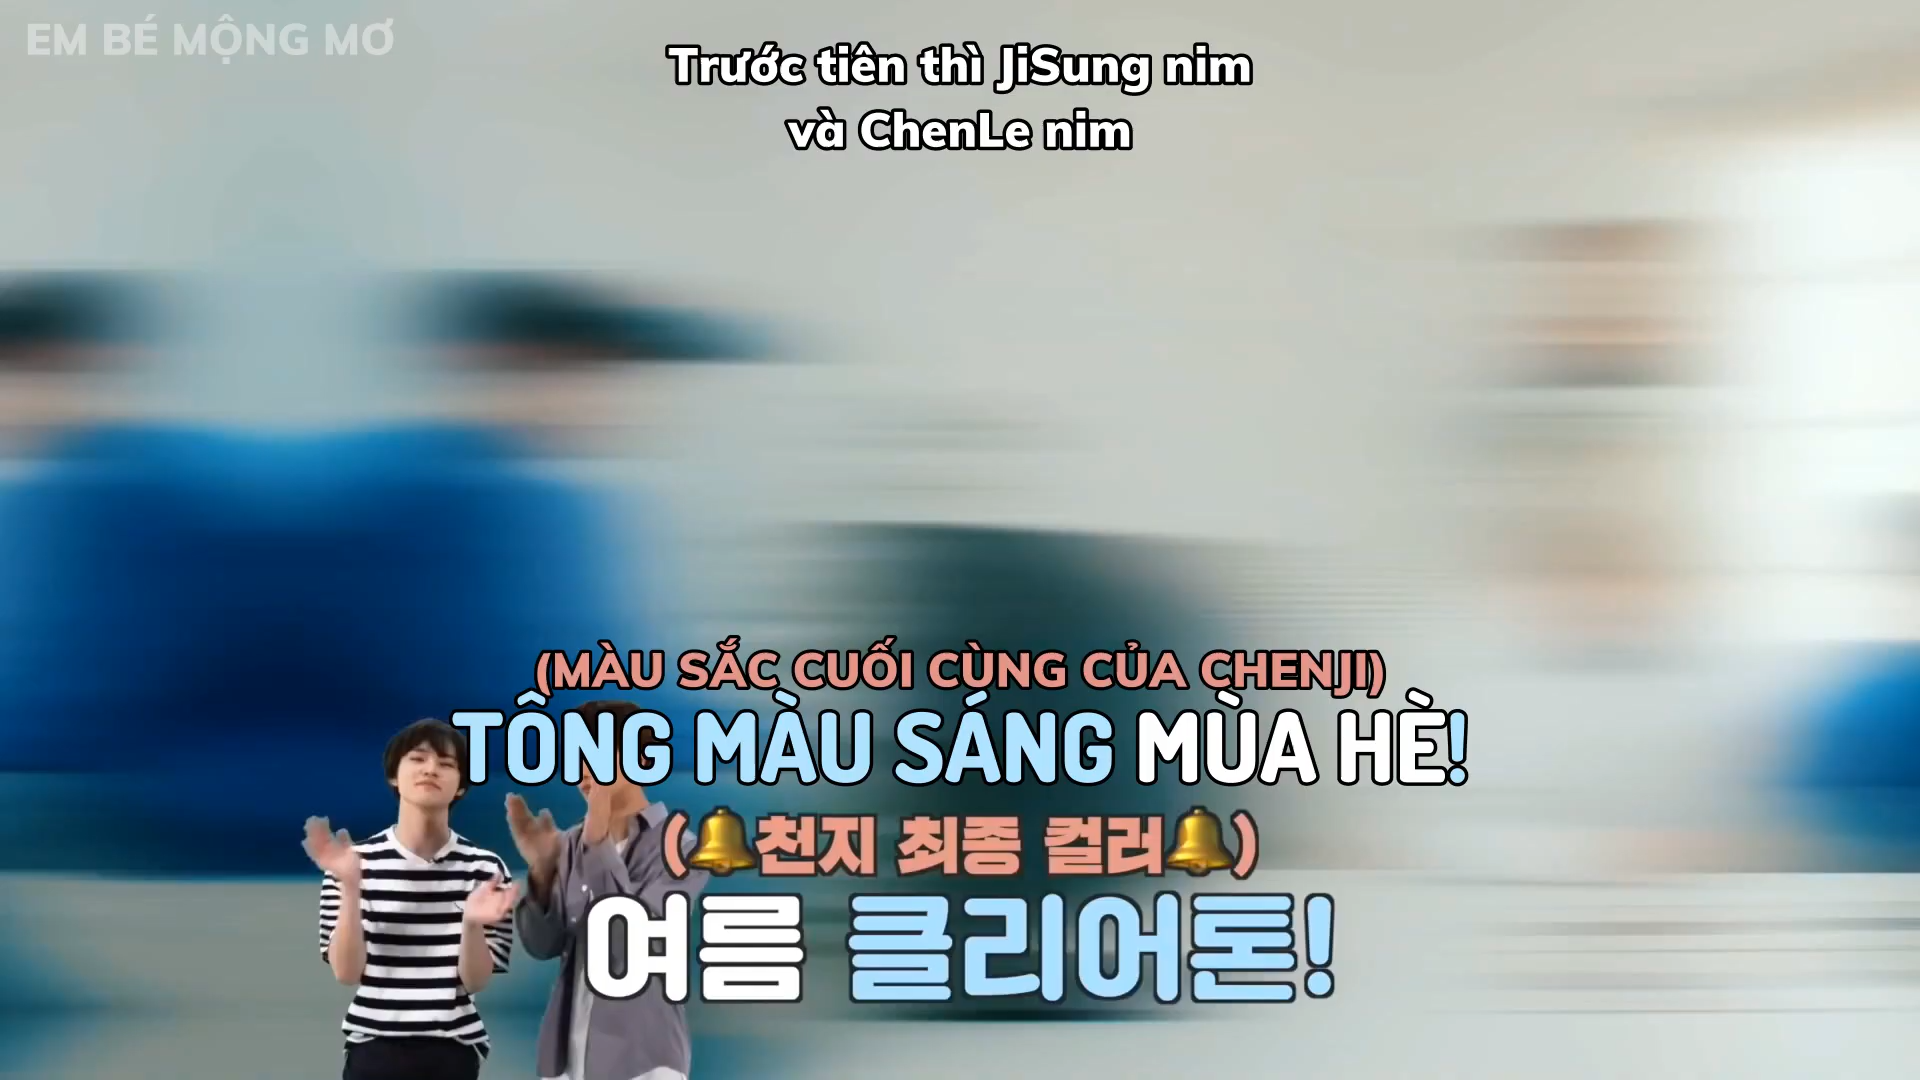 EM BÉ MỘNG MƠ
Trước tiên thì JiSung nim
và ChenLe nim
(MÀU SẮC CUỐI CÙNG CỦA CHENJI)
TÔNG MÀU SÁNG MÙA HÈ!
(🔔천지 최종 컬러🔔)
여름 클리어톤!